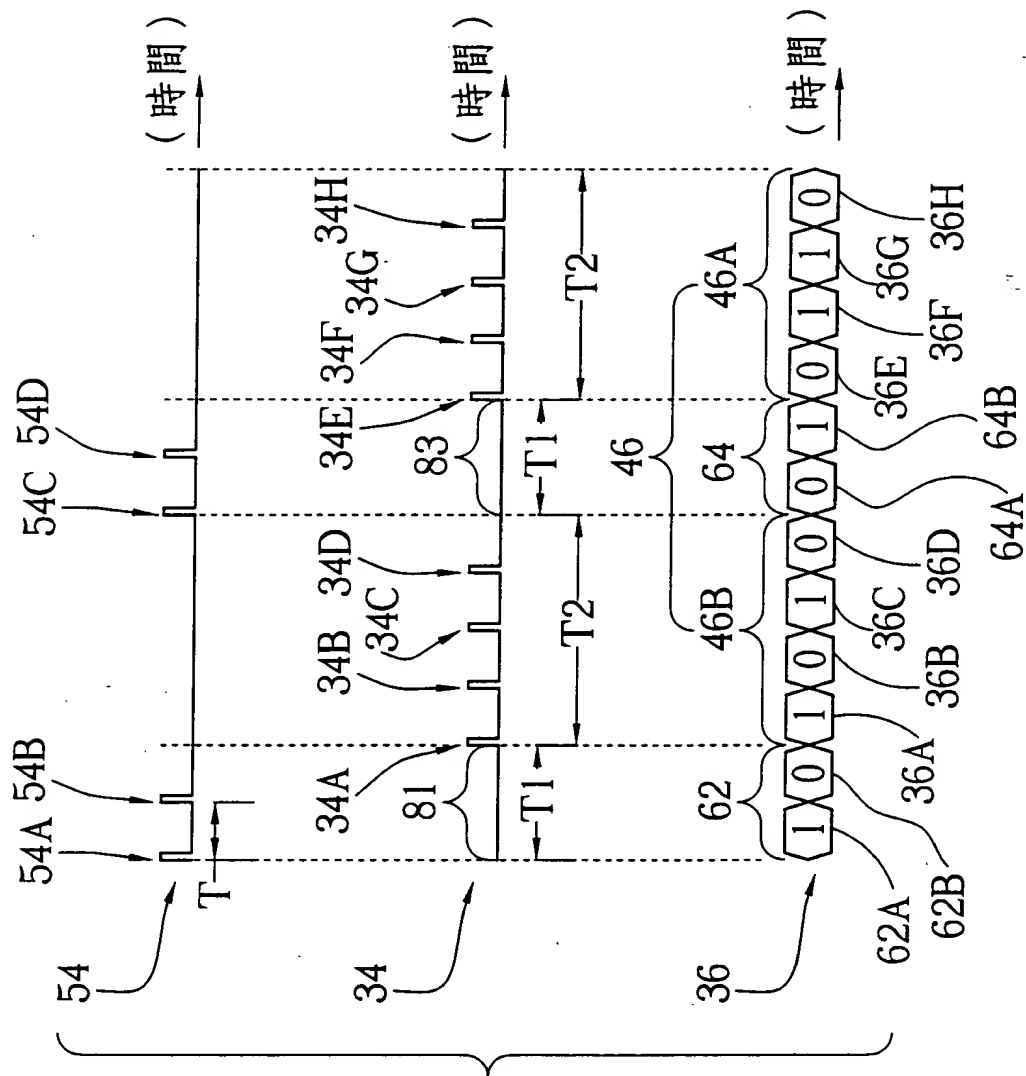 54
54A 54B 54C 54D
(時間)
T
34
34A 34B 34C 34D 34E 34F 34G 34H
(時間)
81 83
T1 T2 T1 T2
36
46
62 46B 64 46A
(時間)
1 0 1 0 1 0 0 1 0 1 1 0
62A 62B 36A 36B 36C 36D 64A 64B 36E 36F 36G 36H